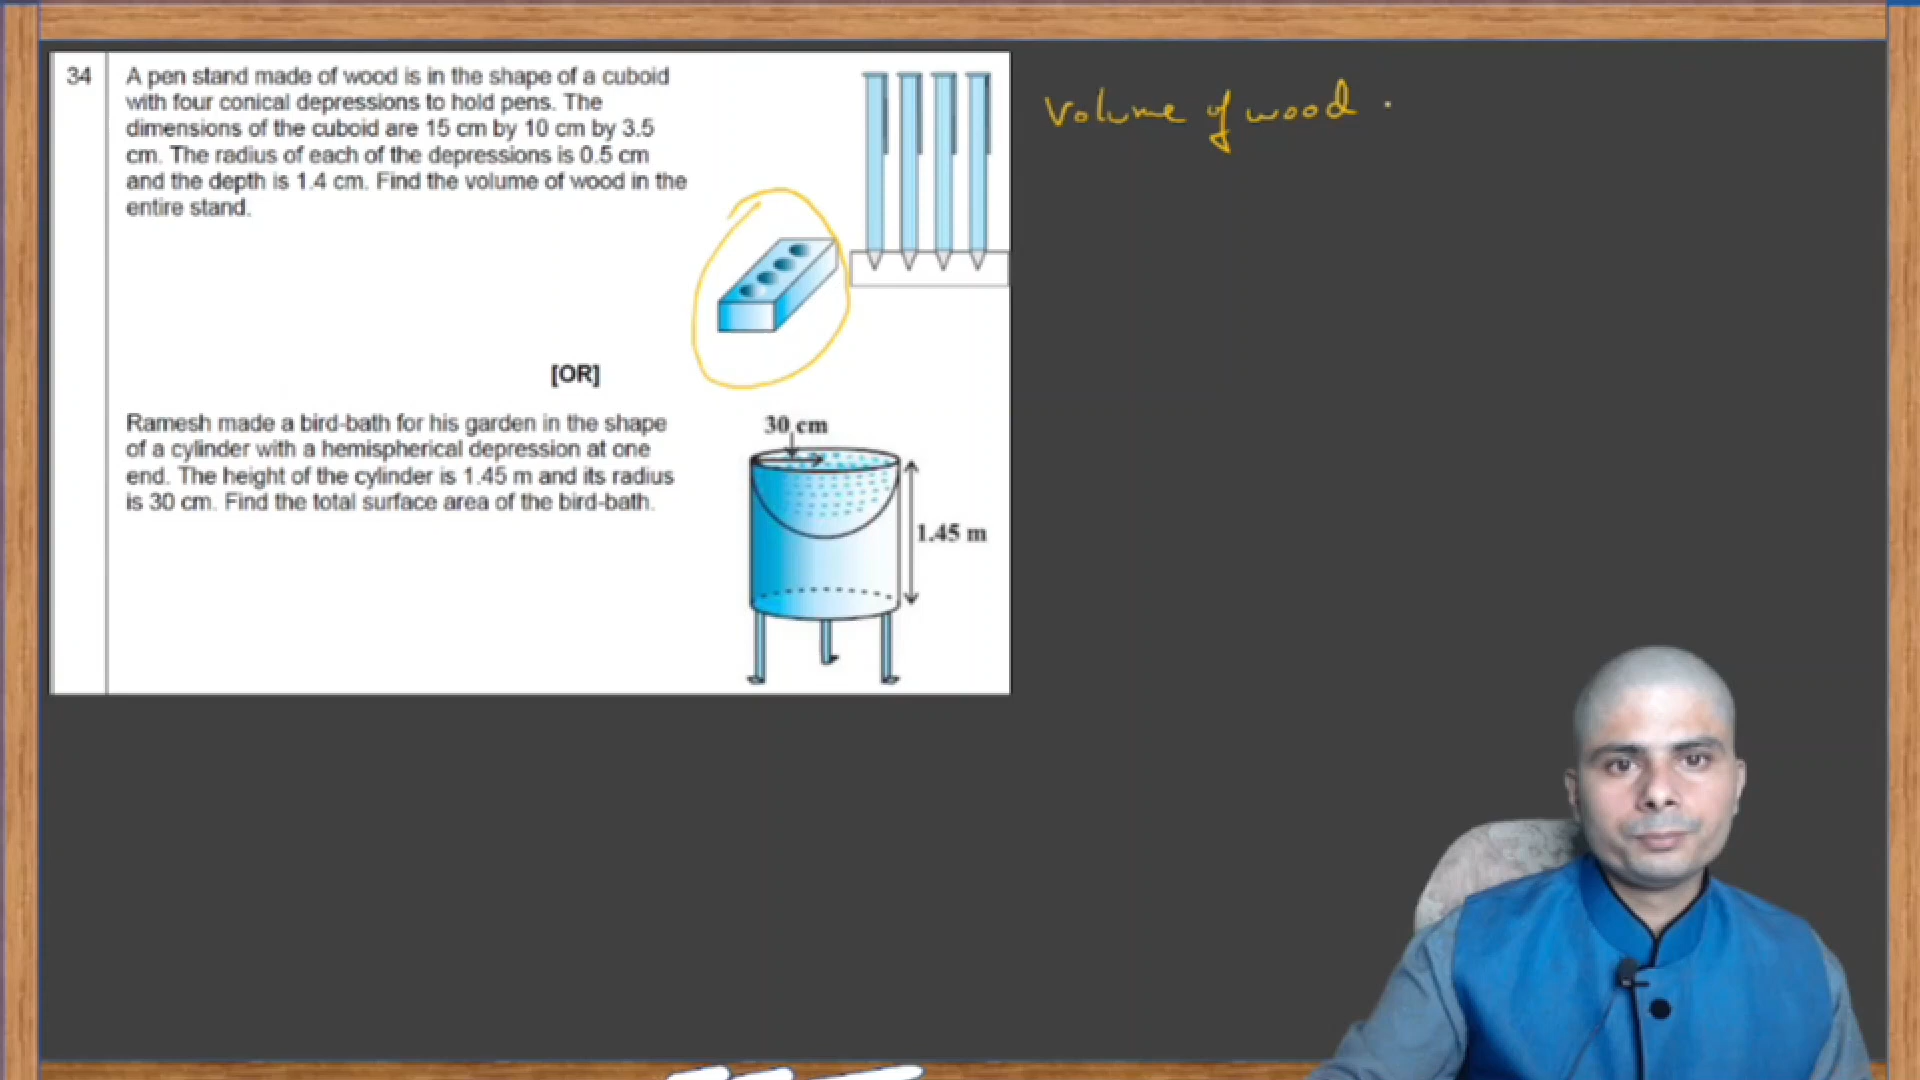 34
A pen stand made of wood is in the shape of a cuboid
with four conical depressions to hold pens. The
dimensions of the cuboid are 15 cm by 10 cm by 3.5
cm. The radius of each of the depressions is 0.5 cm
and the depth is 1.4 cm. Find the volume of wood in the
entire stand.
Volume of wood
[OR]
Ramesh made a bird-bath for his garden in the shape
of a cylinder with a hemispherical depression at one
end. The height of the cylinder is 1.45 m and its radius
is 30 cm. Find the total surface area of the bird-bath.
30 cm
1.45 m